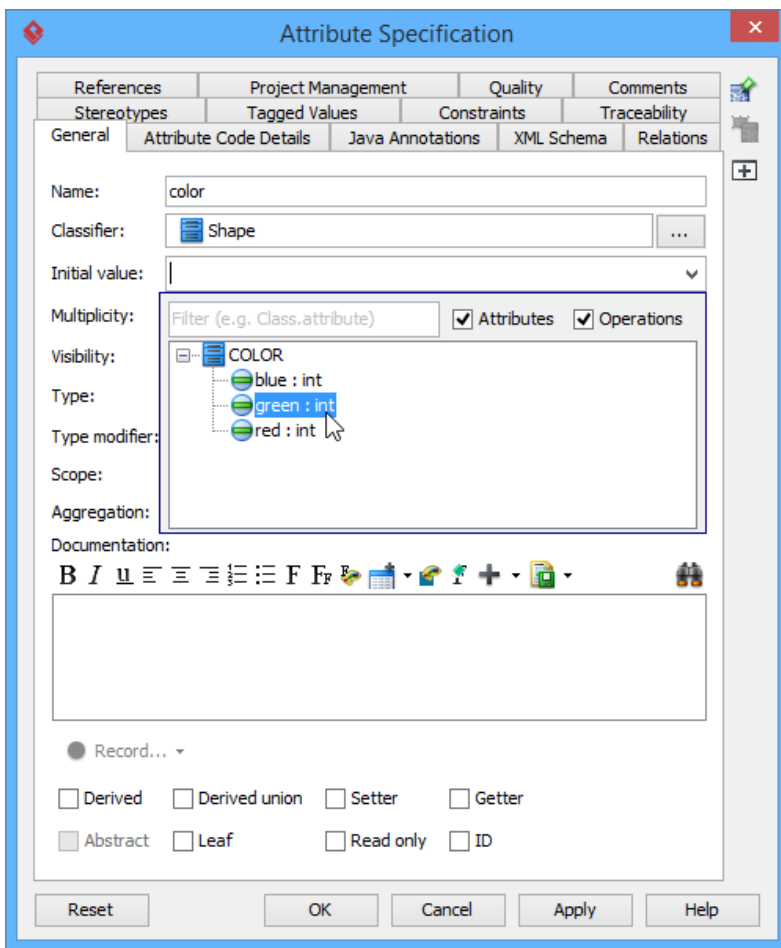 Attribute Specification
References Project Management Quality Comments
Stereotypes Tagged Values Constraints Traceability
General Attribute Code Details Java Annotations XML Schema Relations
Name: color
Classifier: Shape ...
Initial value:
Multiplicity: Filter (e.g. Class.attribute) Attributes Operations
Visibility: COLOR
blue : int
Type: green : int
Type modifier: red : int
Scope:
Aggregation:
Documentation:
B I u F FF
Record...
Derived Derived union Setter Getter
Abstract Leaf Read only ID
Reset OK Cancel Apply Help